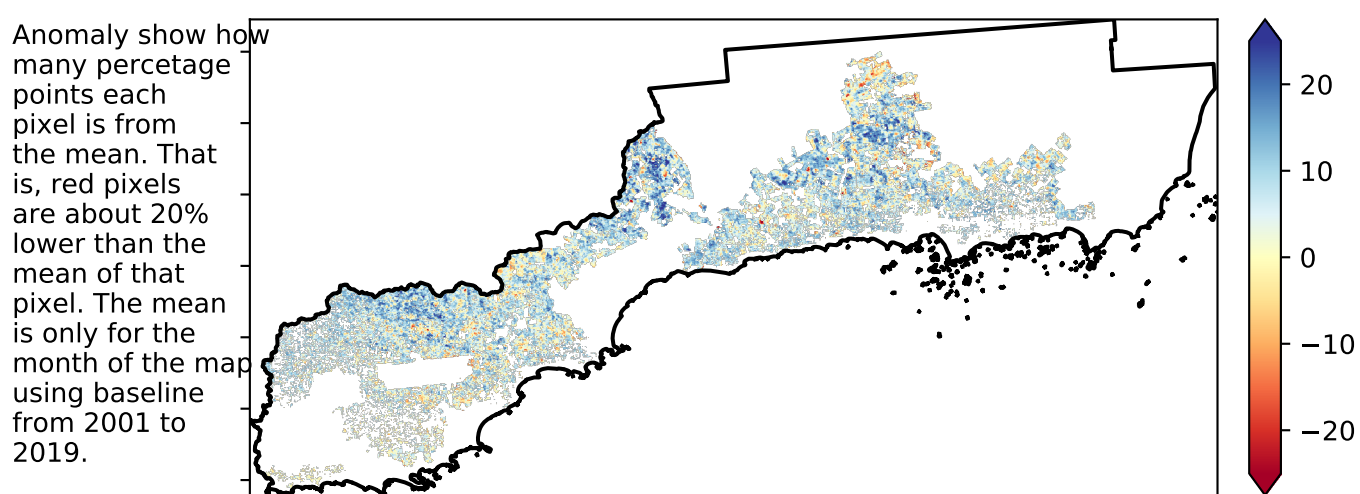 Anomaly show how
many percetage
points each
pixel is from
the mean. That
is, red pixels
are about 20%
lower than the
mean of that
pixel. The mean
is only for the
month of the map
using baseline
from 2001 to
2019.
20
10
0
−10
−20